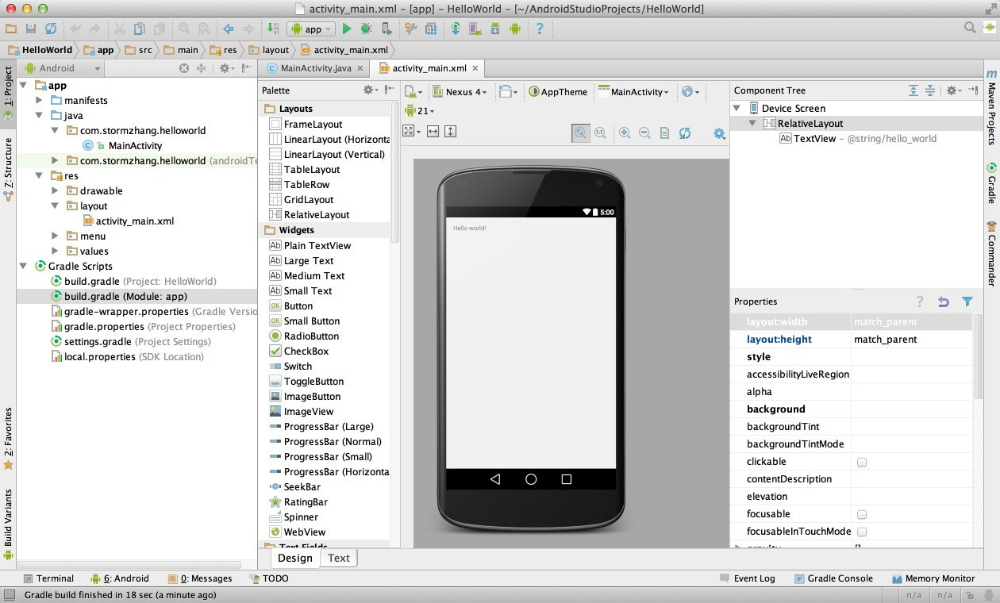 activity_main.xml – [app] – HelloWorld – [~/AndroidStudioProjects/HelloWorld]
app
HelloWorld app src main res layout activity_main.xml
Android
MainActivity.java activity_main.xml
1: Project
Z: Structure
2: Favorites
Build Variants
app
manifests
java
com.stormzhang.helloworld
MainActivity
com.stormzhang.helloworld (androidTe
res
drawable
layout
activity_main.xml
menu
values
Gradle Scripts
build.gradle (Project: HelloWorld)
build.gradle (Module: app)
gradle-wrapper.properties (Gradle Versio
gradle.properties (Project Properties)
settings.gradle (Project Settings)
local.properties (SDK Location)
Palette
Layouts
FrameLayout
LinearLayout (Horizonta
LinearLayout (Vertical)
TableLayout
TableRow
GridLayout
RelativeLayout
Widgets
Ab Plain TextView
Ab Large Text
Ab Medium Text
Ab Small Text
OK Button
OK Small Button
RadioButton
CheckBox
Switch
ToggleButton
ImageButton
ImageView
ProgressBar (Large)
ProgressBar (Normal)
ProgressBar (Small)
ProgressBar (Horizonta
SeekBar
RatingBar
Spinner
WebView
Text Fields
Design Text
Nexus 4 AppTheme MainActivity
21
5:00
Hello world!
Component Tree
Device Screen
RelativeLayout
Ab TextView – @string/hello_world
Properties
layout:width match_parent
layout:height match_parent
style
accessibilityLiveRegion
alpha
background
backgroundTint
backgroundTintMode
clickable
contentDescription
elevation
focusable
focusableInTouchMode
gravity []
m Maven Projects
Gradle
Commander
Terminal 6: Android 0: Messages TODO Event Log Gradle Console Memory Monitor
Gradle build finished in 18 sec (a minute ago) n/a n/a